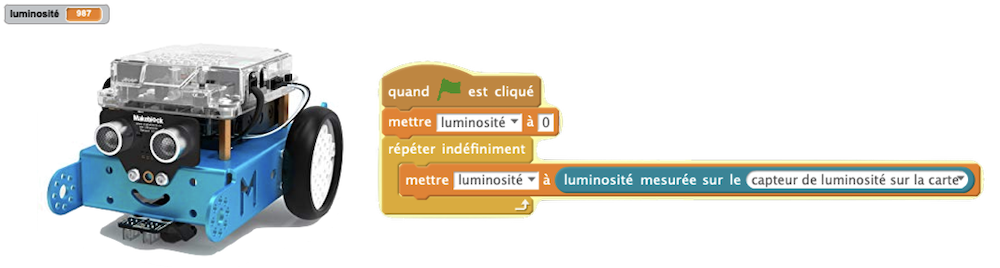 luminosité 987
Makeblock
M
quand est cliqué
mettre luminosité à 0
répéter indéfiniment
mettre luminosité à luminosité mesurée sur le capteur de luminosité sur la carte